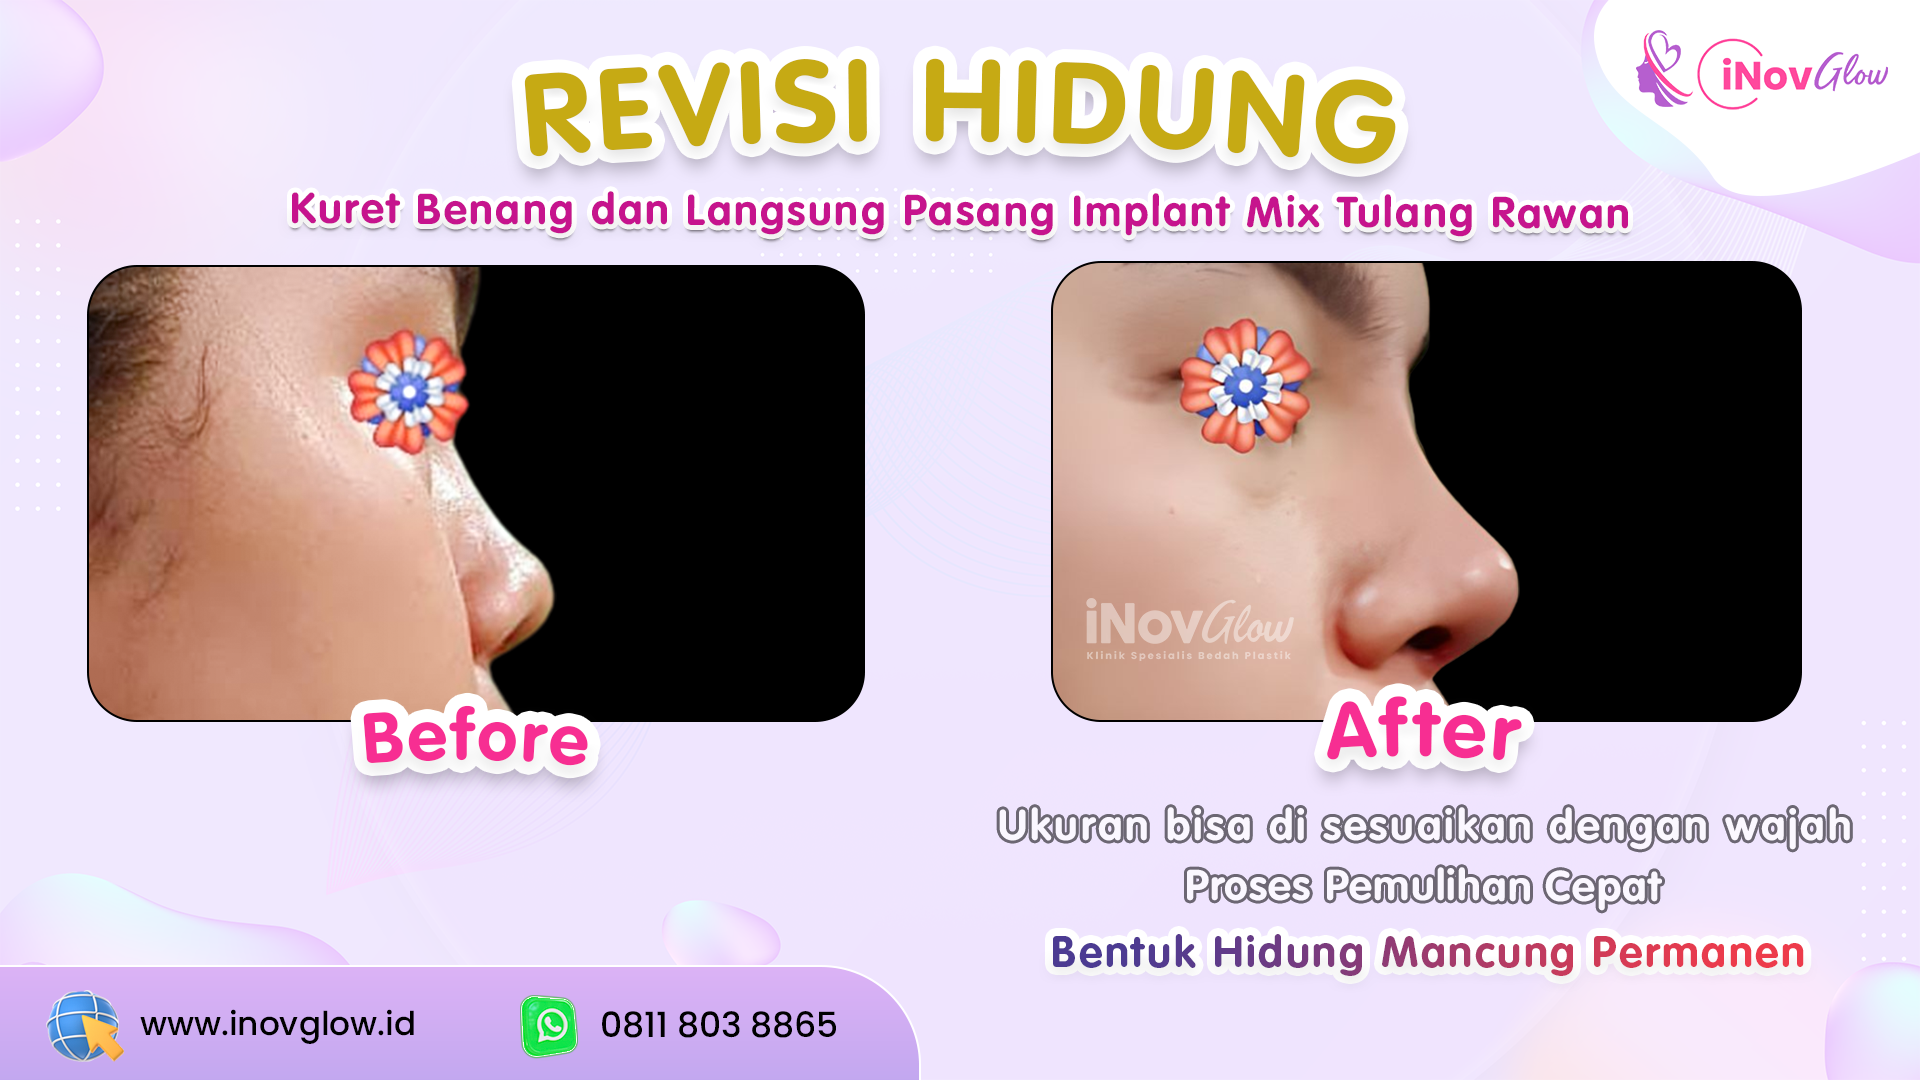 REVISI HIDUNG
iNovGlow
Kuret Benang dan Langsung Pasang Implant Mix Tulang Rawan
iNovGlow
Klinik Spesialis Bedah Plastik
Before
After
Ukuran bisa di sesuaikan dengan wajah
Proses Pemulihan Cepat
Bentuk Hidung Mancung Permanen
www.inovglow.id
0811 803 8865